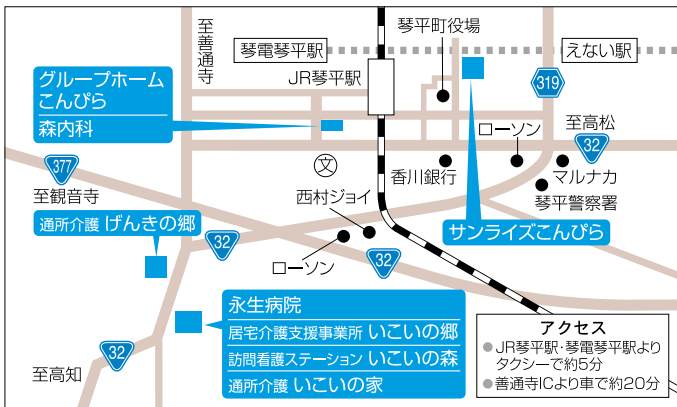 至善通寺
琴電琴平駅
琴平町役場
えない駅
JR琴平駅
319
グループホーム
こんぴら
森内科
ローソン
至高松
32
377
文
香川銀行
マルナカ
琴平警察署
至観音寺
西村ジョイ
通所介護 げんきの郷
サンライズこんぴら
32
ローソン
32
永生病院
居宅介護支援事業所 いこいの郷
訪問看護ステーション いこいの森
通所介護 いこいの家
32
至高知
アクセス
●JR琴平駅・琴電琴平駅より
タクシーで約5分
●善通寺ICより車で約20分